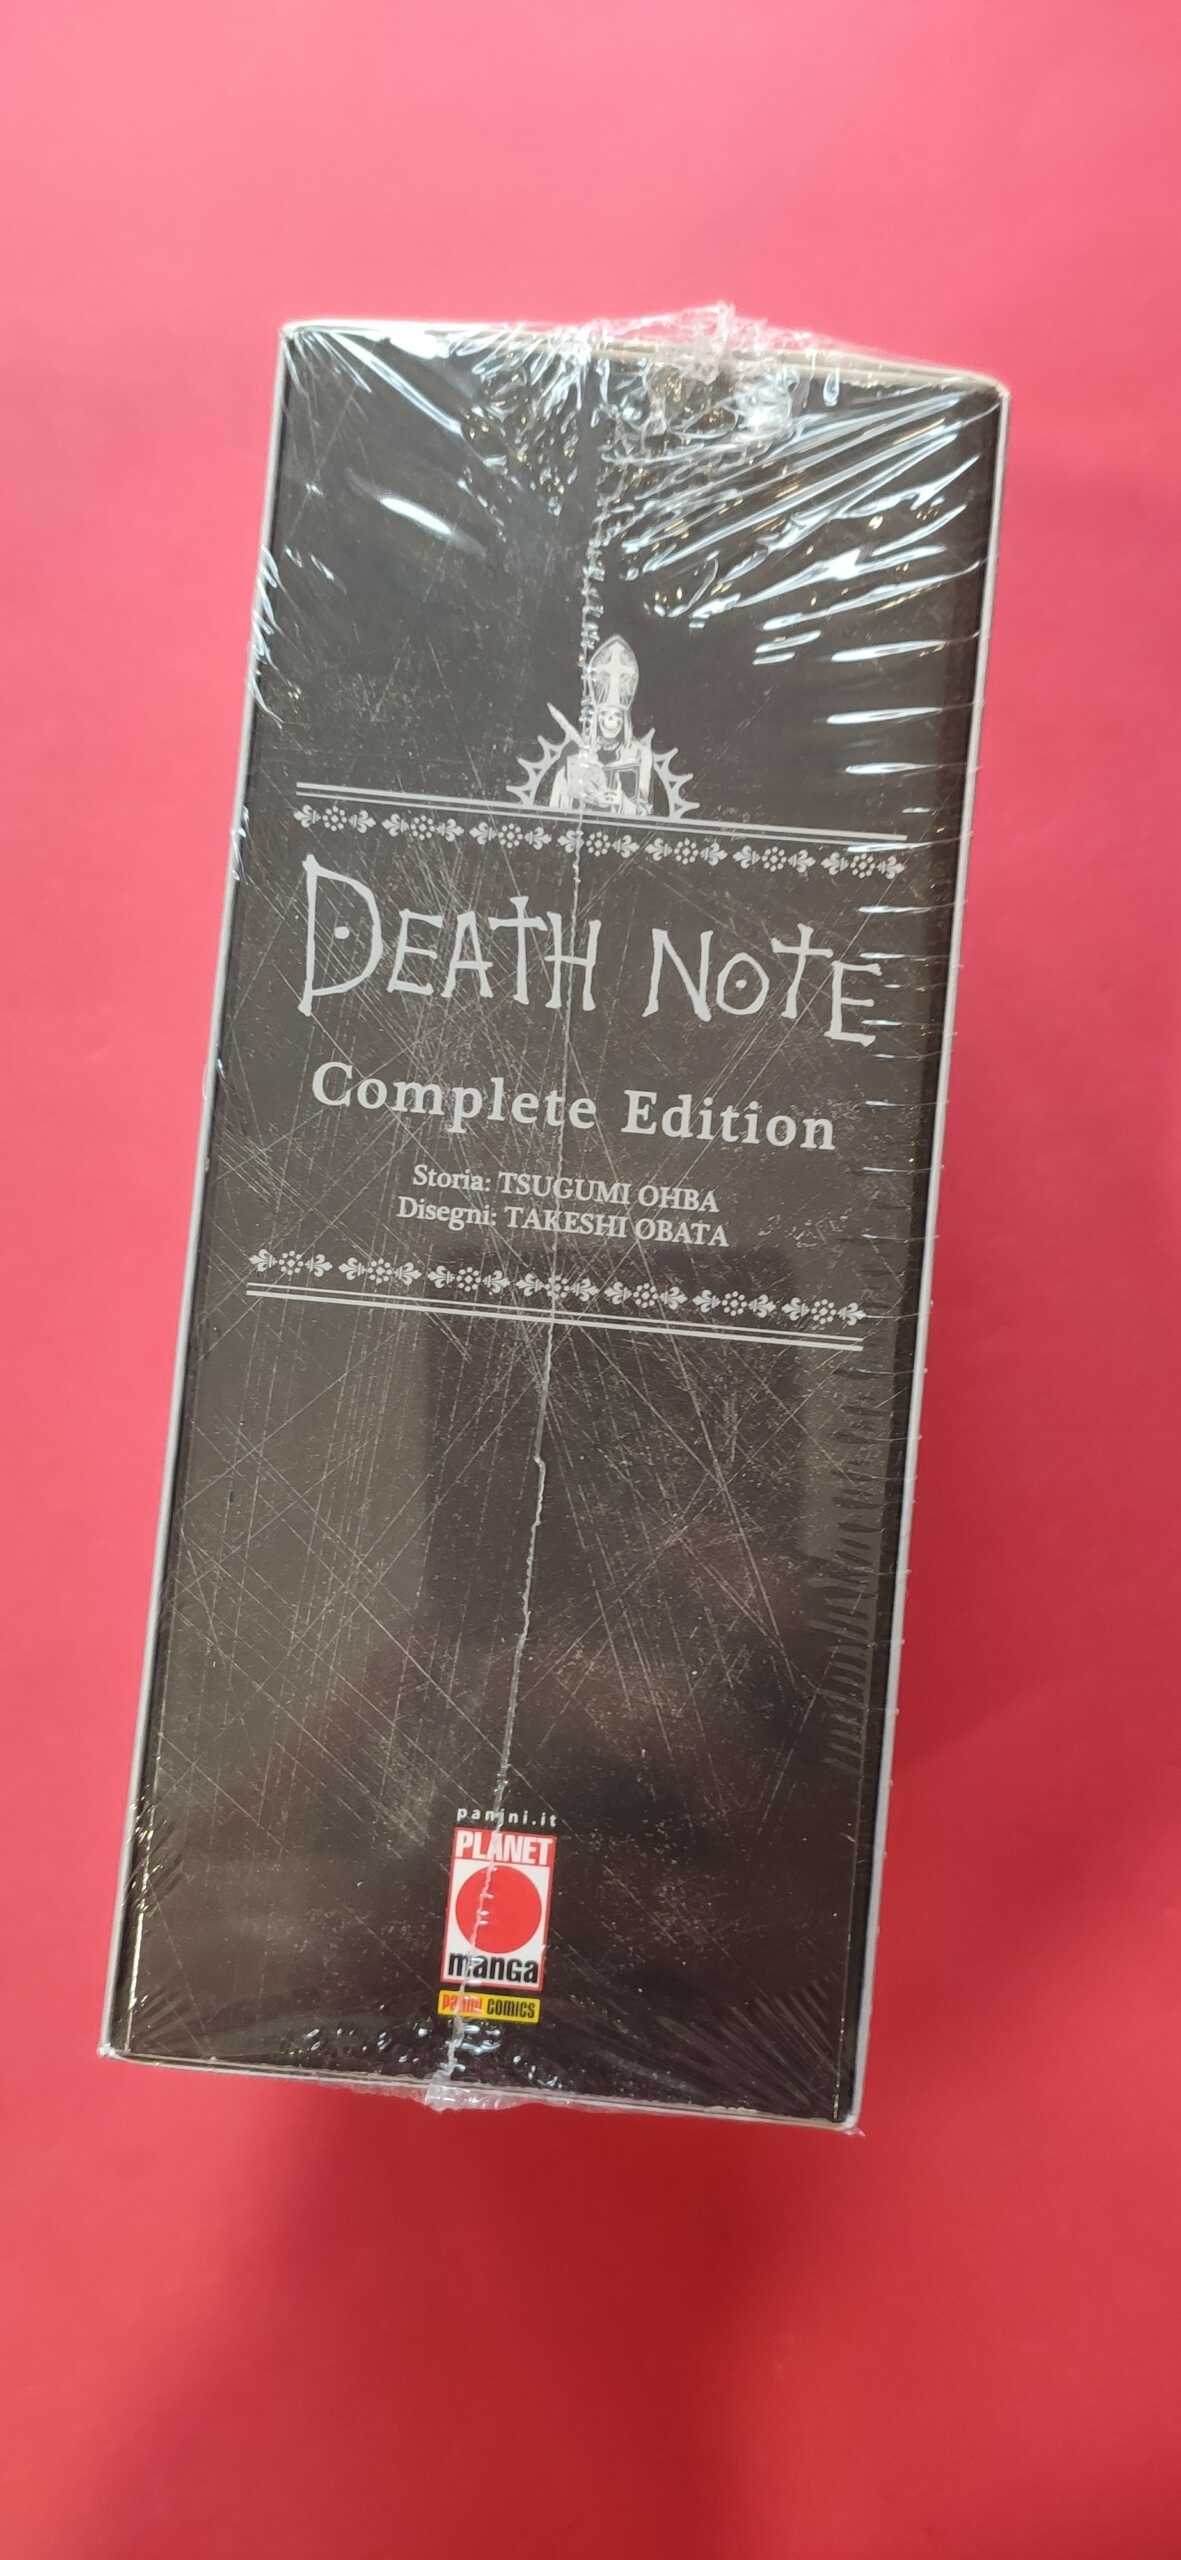 DEATH NOTE
Complete Edition
Storia: TSUGUMI OHBA
Disegni: TAKESHI OBATA
panini.it
PLANET
manga
panini comics